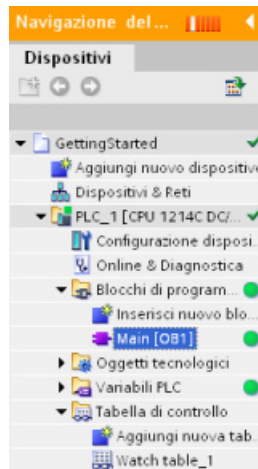 Navigazione del...
Dispositivi
GettingStarted
Aggiungi nuovo dispositive
Dispositivi & Reti
PLC_1 [CPU 1214C DC/...
Configurazione disposi..
Online & Diagnostica
Blocchi di program...
Inserisci nuovo blo...
Main [OB1]
Oggetti tecnologici
Variabili PLC
Tabella di controllo
Aggiungi nuova tab..
Watch table_1